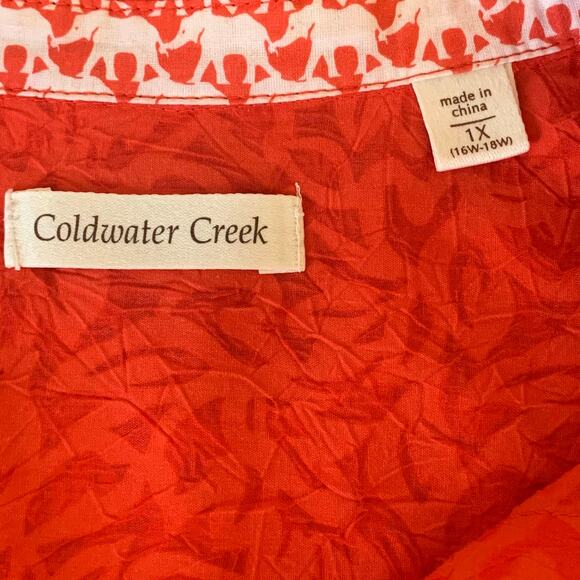 made in
china
1X
(16W-18W)
Coldwater Creek